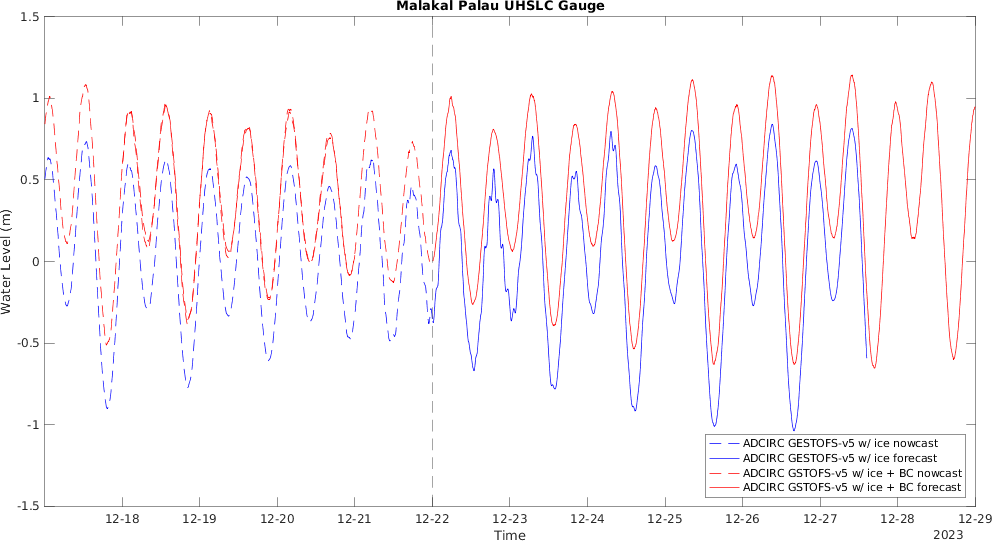 Malakal Palau UHSLC Gauge
1.5
1
0.5
0
-0.5
-1
-1.5
Water Level (m)
ADCIRC GESTOFS-v5 w/ ice nowcast
ADCIRC GESTOFS-v5 w/ ice forecast
ADCIRC GSTOFS-v5 w/ ice + BC nowcast
ADCIRC GSTOFS-v5 w/ ice + BC forecast
12-18 12-19 12-20 12-21 12-22 12-23 12-24 12-25 12-26 12-27 12-28 12-29
Time
2023